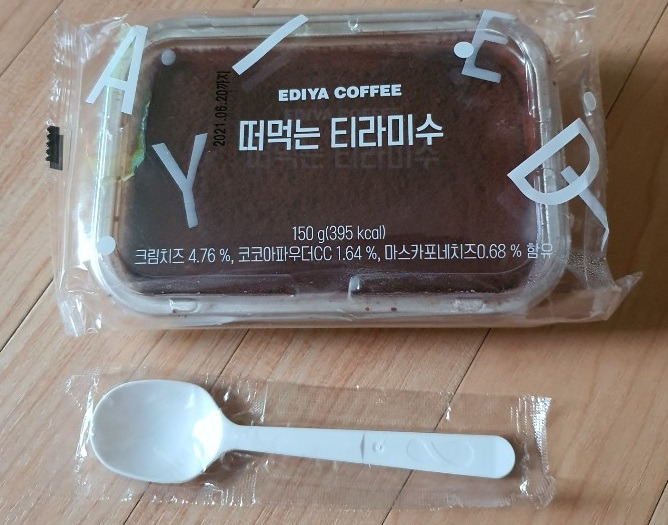 EDIYA
EDIYA COFFEE
떠먹는 티라미수
2021.06.20까지
150 g(395 kcal)
크림치즈 4.76 %, 코코아파우더CC 1.64 %, 마스카포네치즈0.68 % 함유